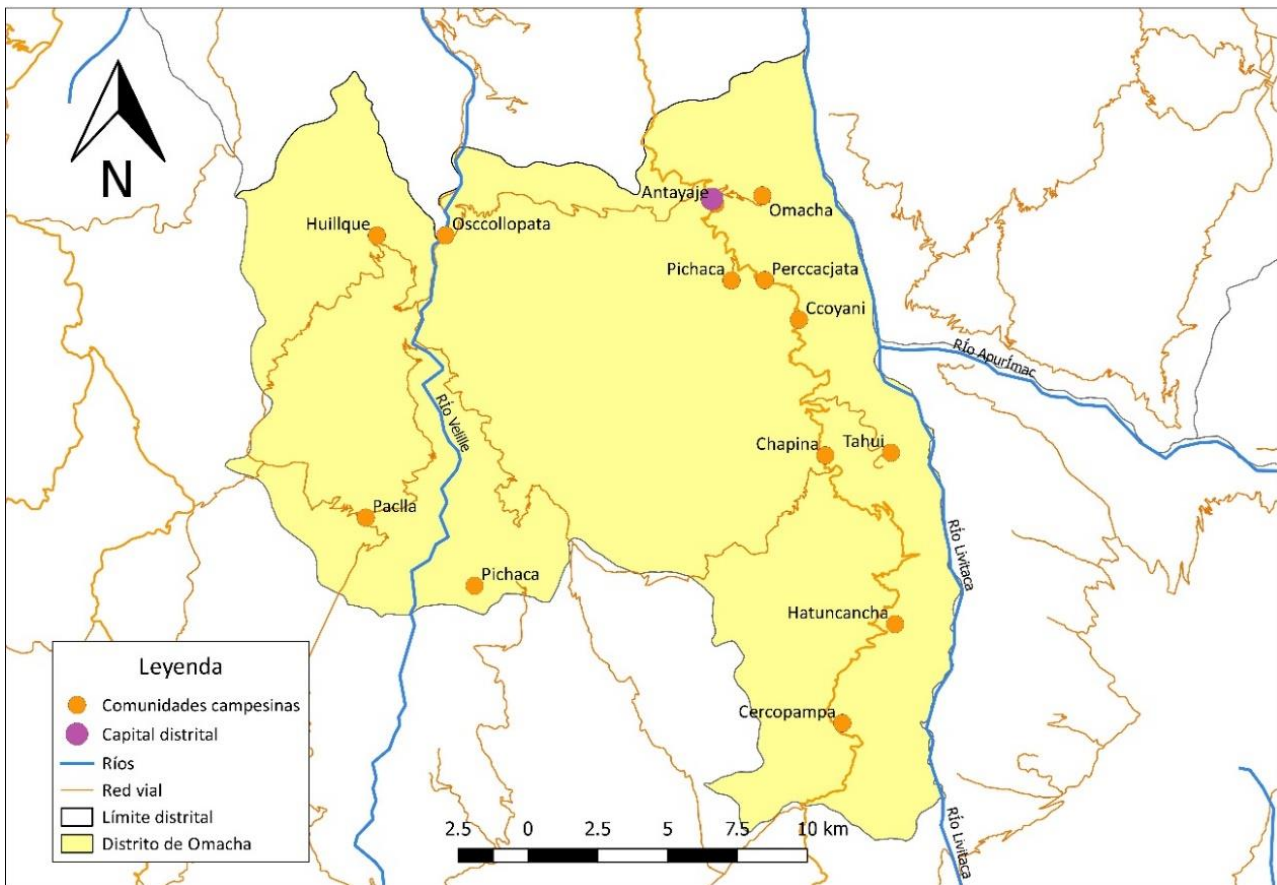 N
Antayaje
Omacha
Huillque
Osccollopata
Pichaca
Perccacjata
Ccoyani
RÍo ApurÍmac
RÍo Velille
Chapina
Tahui
Paclla
RÍo Livitaca
Pichaca
Hatuncancha
Cercopampa
RÍo Livitaca
Leyenda
Comunidades campesinas
Capital distrital
Ríos
Red vial
Límite distrital
Distrito de Omacha
2.5 0 2.5 5 7.5 10 km